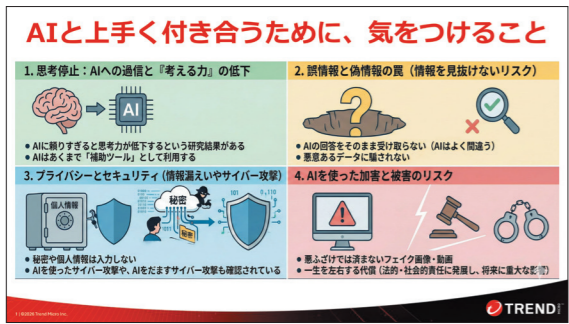 AIと上手く付き合うために、気をつけること
1. 思考停止：AIへの過信と『考える力』の低下
AI
● AIに頼りすぎると思考力が低下するという研究結果がある
● AIはあくまで「補助ツール」として利用する
2. 誤情報と偽情報の罠（情報を見抜けないリスク）
?
● AIの回答をそのまま受け取らない（AIはよく間違う）
● 悪意あるデータに騙されない
3. プライバシーとセキュリティ（情報漏えいやサイバー攻撃）
個人情報
秘密
秘密
101
● 秘密や個人情報は入力しない
● AIを使ったサイバー攻撃や、AIをだますサイバー攻撃も確認されている
4. AIを使った加害と被害のリスク
● 悪ふざけでは済まないフェイク画像・動画
● 一生を左右する代償（法的・社会的責任に発展し、将来に重大な影響）
©2026 Trend Micro Inc.
TREND